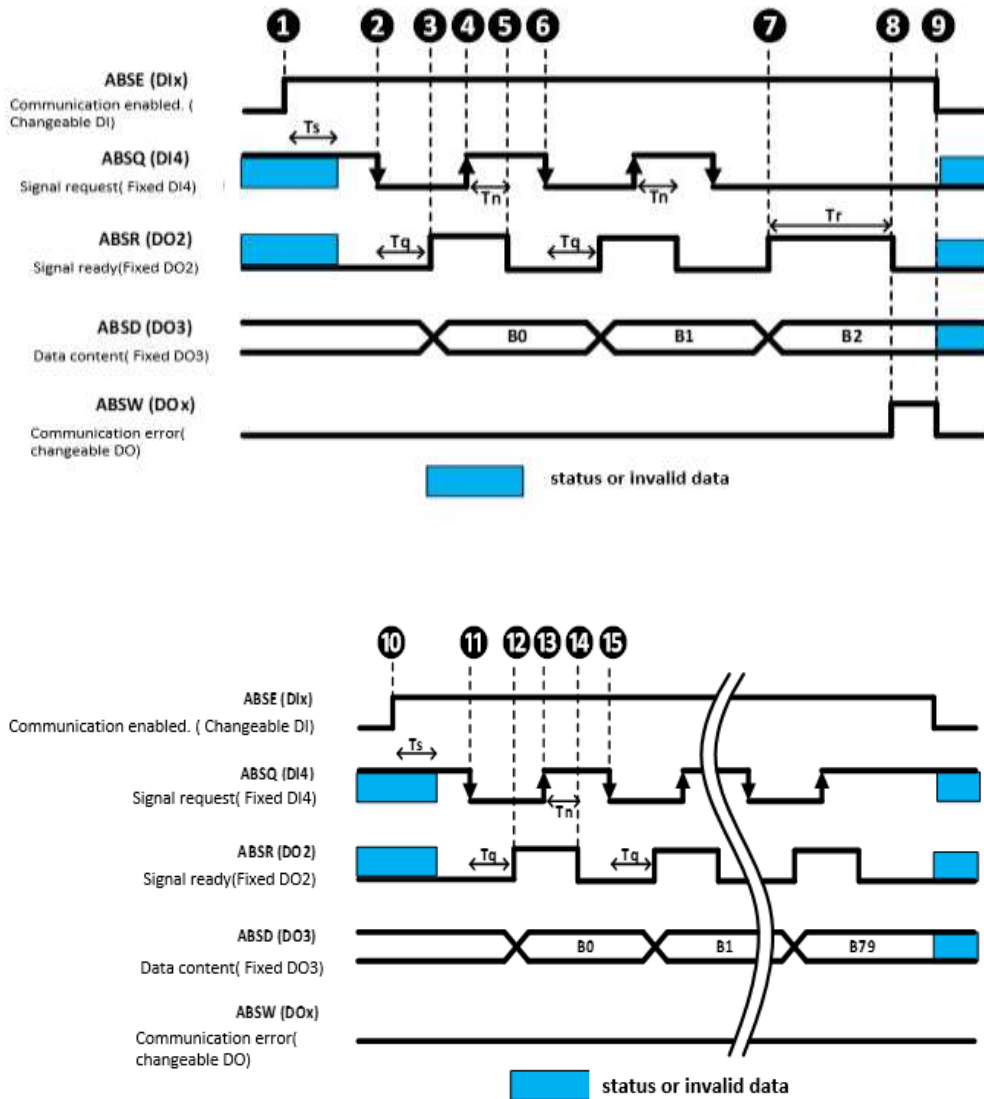 1 2 3 4 5 6 7 8 9
ABSE (DIx)
Communication enabled. (
Changeable DI)
Ts
ABSQ (DI4)
Signal request( Fixed DI4)
Tn Tn
ABSR (DO2)
Tq Tq Tr
Signal ready(Fixed DO2)
ABSD (DO3)
B0 B1 B2
Data content( Fixed DO3)
ABSW (DOx)
Communication error(
changeable DO)
status or invalid data
10 11 12 13 14 15
ABSE (DIx)
Communication enabled. ( Changeable DI)
Ts
ABSQ (DI4)
Signal request( Fixed DI4)
Tn
ABSR (DO2)
Tq Tq
Signal ready(Fixed DO2)
ABSD (DO3)
B0 B1 B79
Data content( Fixed DO3)
ABSW (DOx)
Communication error(
changeable DO)
status or invalid data